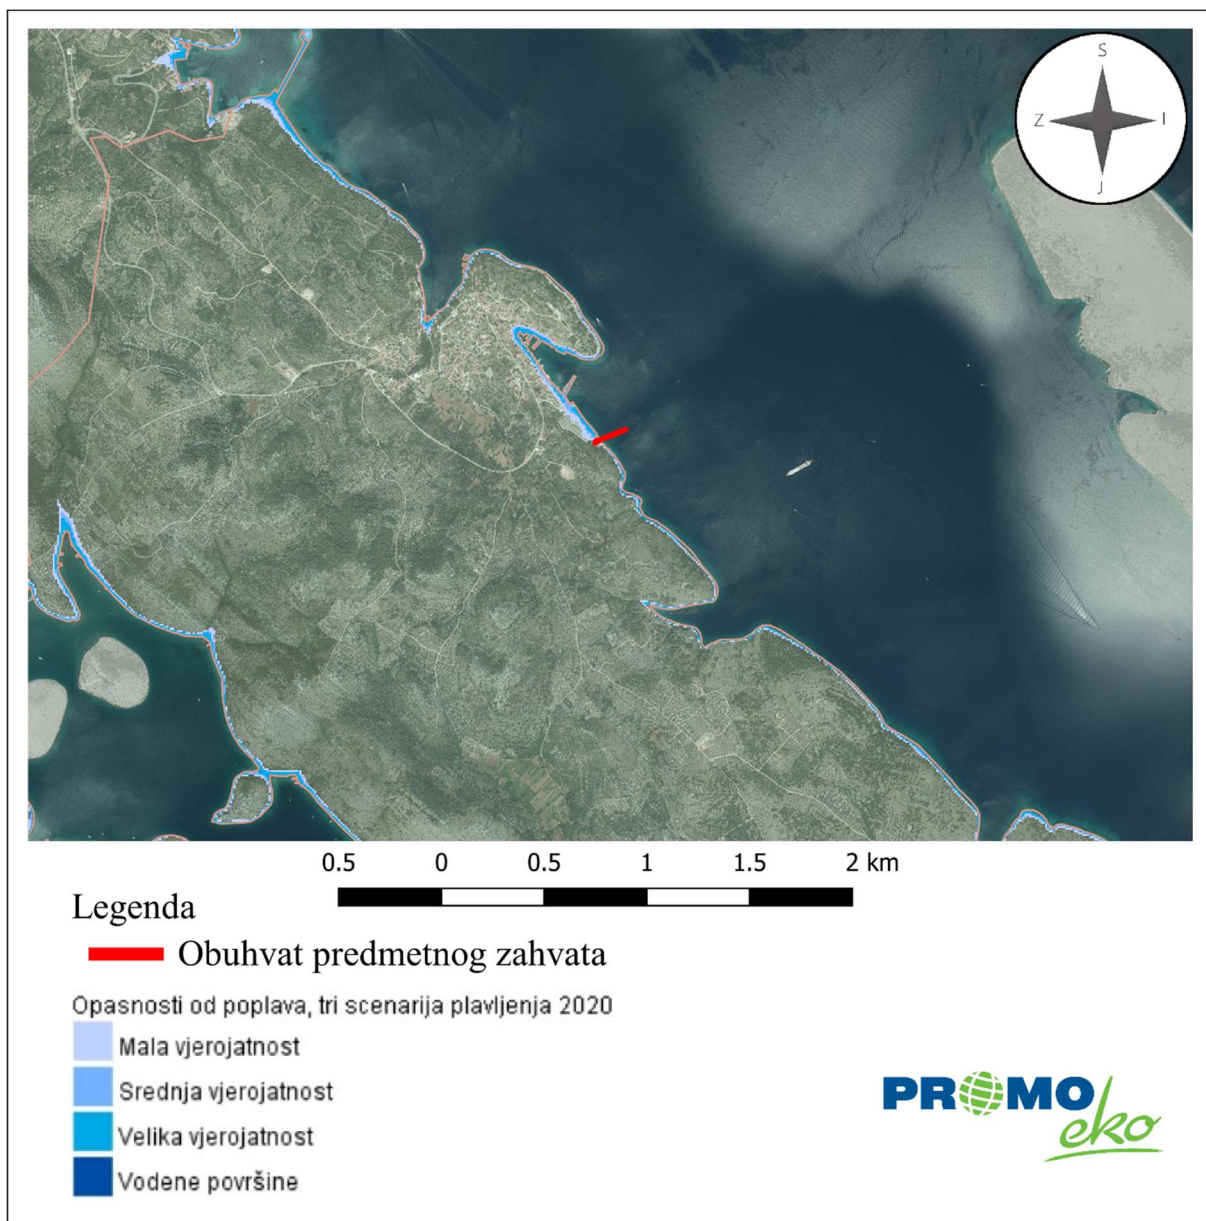 S
Z
I
J
0.5 0 0.5 1 1.5 2 km
Legenda
Obuhvat predmetnog zahvata
Opasnosti od poplava, tri scenarija plavljenja 2020
Mala vjerojatnost
Srednja vjerojatnost
Velika vjerojatnost
Vodene površine
PROMO
eko